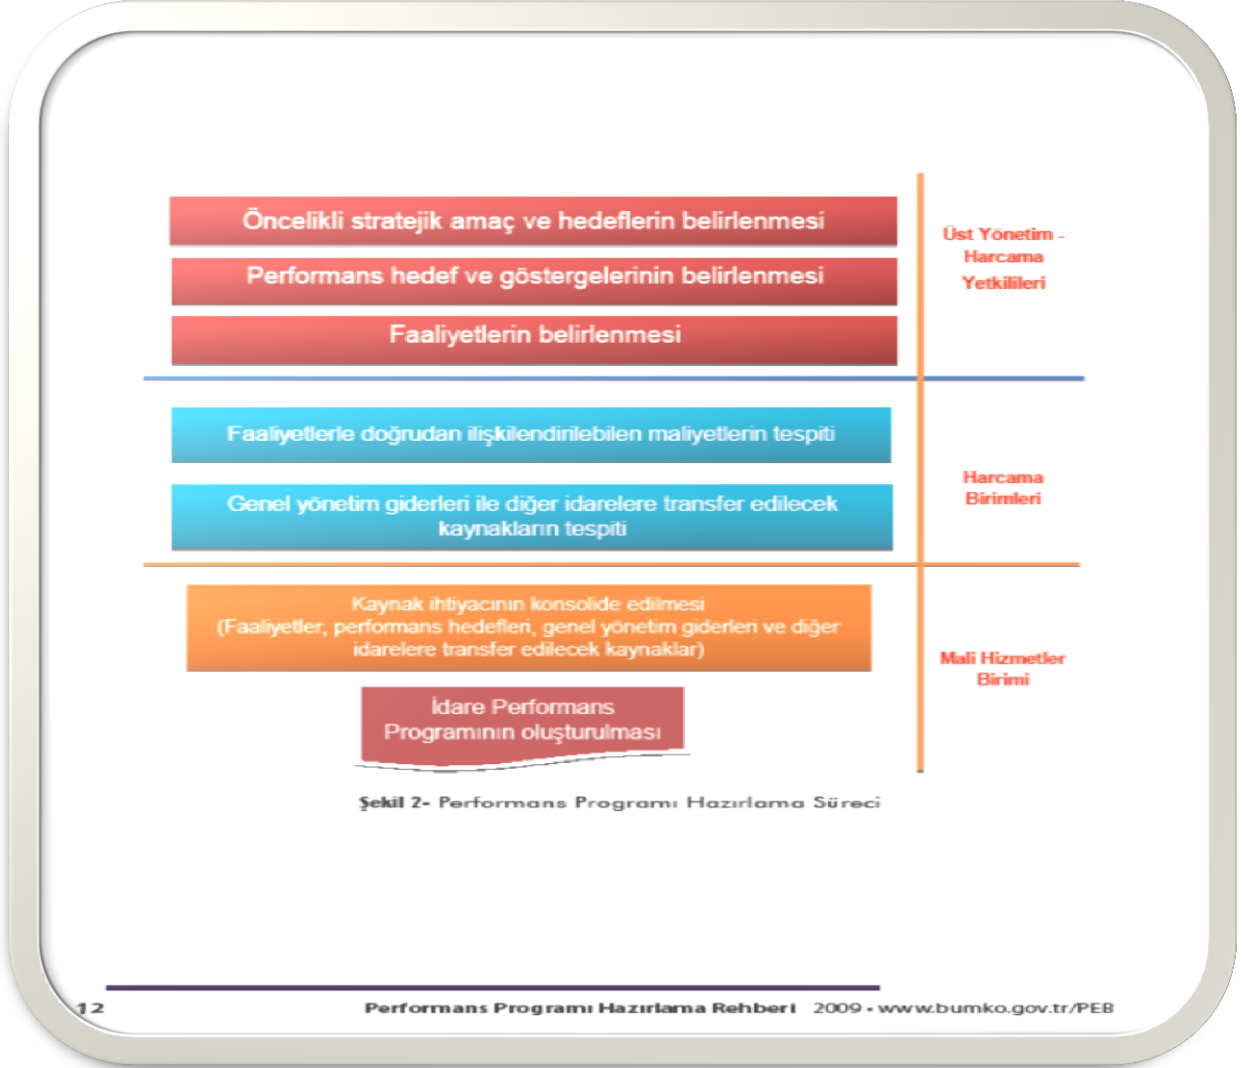 Öncelikli stratejik amaç ve hedeflerin belirlenmesi
Performans hedef ve göstergelerinin belirlenmesi
Faaliyetlerin belirlenmesi
Üst Yönetim -
Harcama
Yetkilileri
Faaliyetlerle doğrudan ilişkilendirilebilen maliyetlerin tespiti
Genel yönetim giderleri ile diğer idarelere transfer edilecek
kaynakların tespiti
Harcama
Birimleri
Kaynak ihtiyacının konsolide edilmesi
(Faaliyetler, performans hedefleri, genel yönetim giderleri ve diğer
idarelere transfer edilecek kaynaklar)
İdare Performans
Programının oluşturulması
Mali Hizmetler
Birimi
Şekil 2- Performans Programı Hazırlama Süreci
12
Performans Programı Hazırlama Rehberi 2009 • www.bumko.gov.tr/PEB